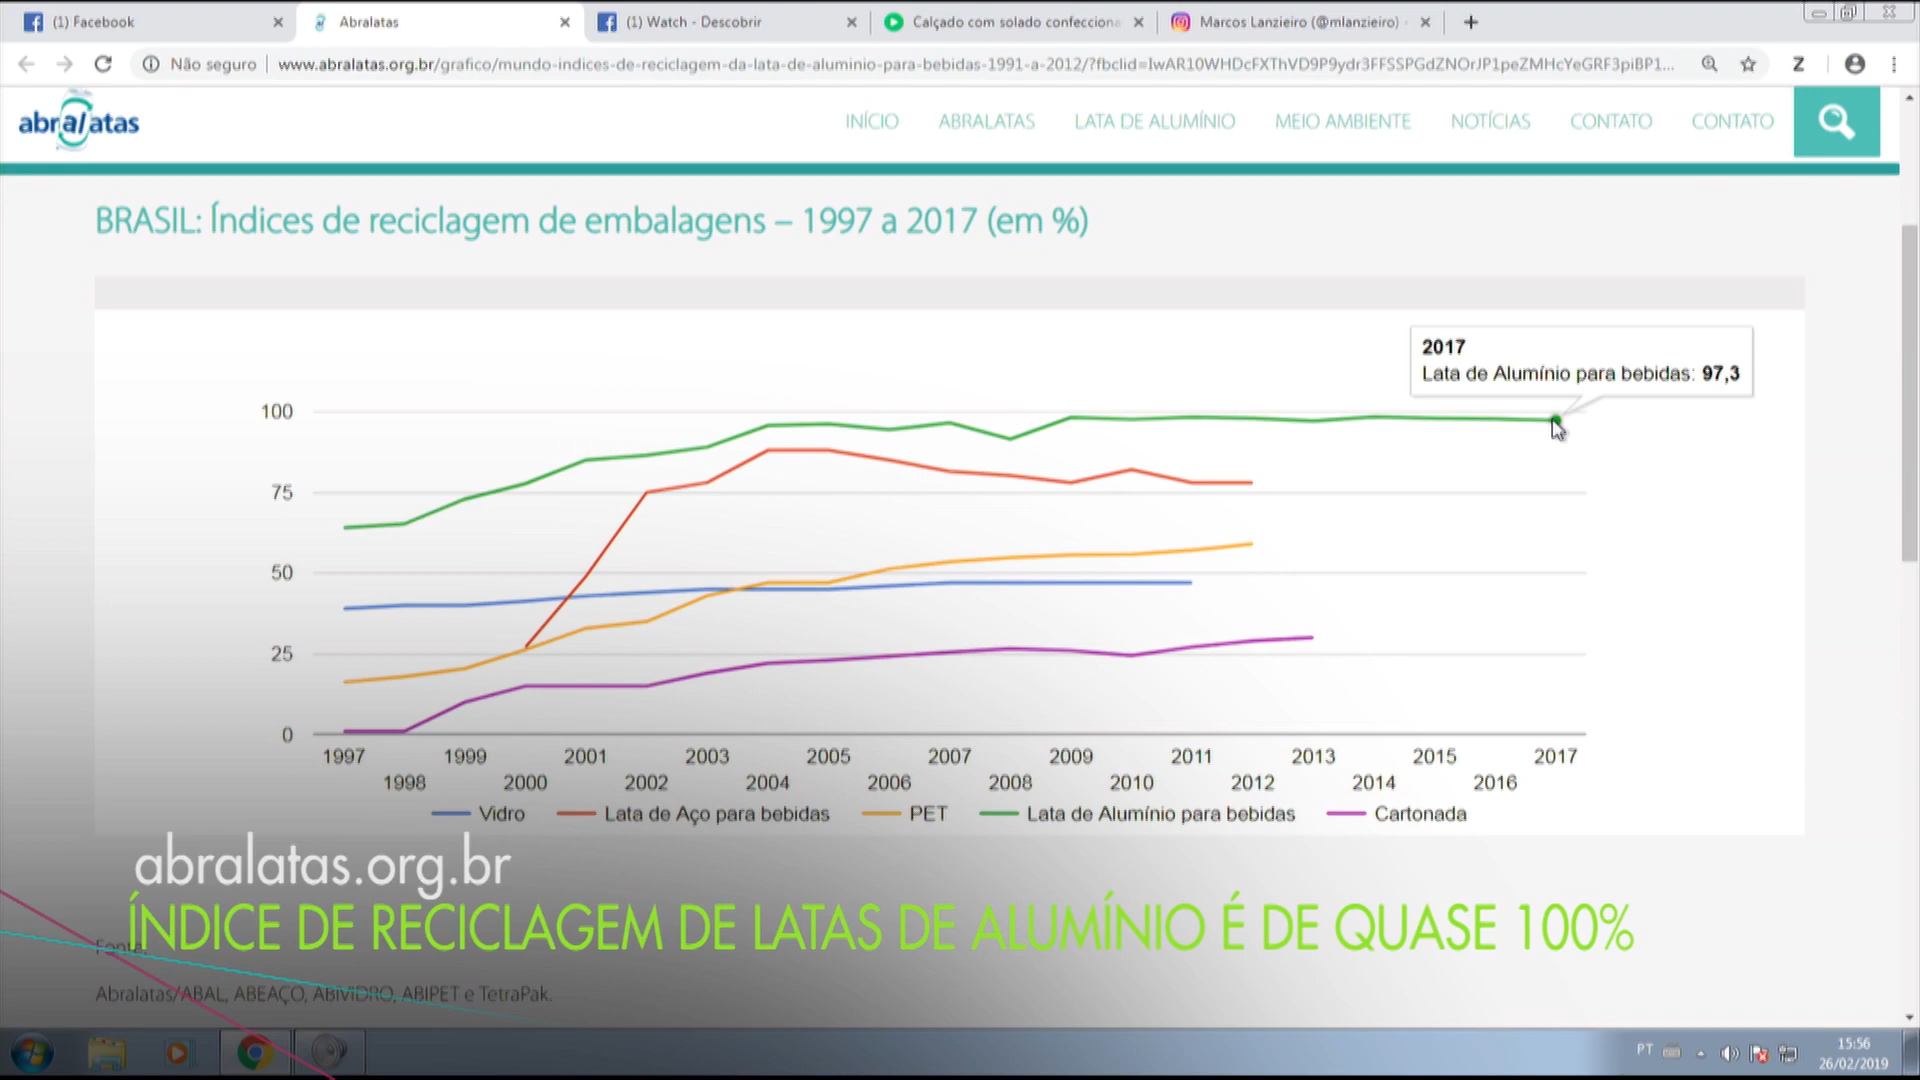 (1) Facebook
Abralatas
(1) Watch - Descobrir
Calçado com solado confecciona
Marcos Lanzieiro (@mlanzieiro)
Não seguro
www.abralatas.org.br/grafico/mundo-indices-de-reciclagem-da-lata-de-aluminio-para-bebidas-1991-a-2012/?fbclid=IwAR10WHDcFXThVD9P9ydr3FFSSPGdZNOrJP1peZMHcYeGRF3piBP1...
Z
abralatas
INÍCIO
ABRALATAS
LATA DE ALUMÍNIO
MEIO AMBIENTE
NOTÍCIAS
CONTATO
CONTATO
BRASIL: Índices de reciclagem de embalagens – 1997 a 2017 (em %)
2017
Lata de Alumínio para bebidas: 97,3
100
75
50
25
0
1997 1999 2001 2003 2005 2007 2009 2011 2013 2015 2017
1998 2000 2002 2004 2006 2008 2010 2012 2014 2016
Vidro
Lata de Aço para bebidas
PET
Lata de Alumínio para bebidas
Cartonada
abralatas.org.br
ÍNDICE DE RECICLAGEM DE LATAS DE ALUMÍNIO É DE QUASE 100%
Abralatas/ABAL, ABEAÇO, ABIVIDRO, ABIPET e TetraPak.
PT
15:56
26/02/2019